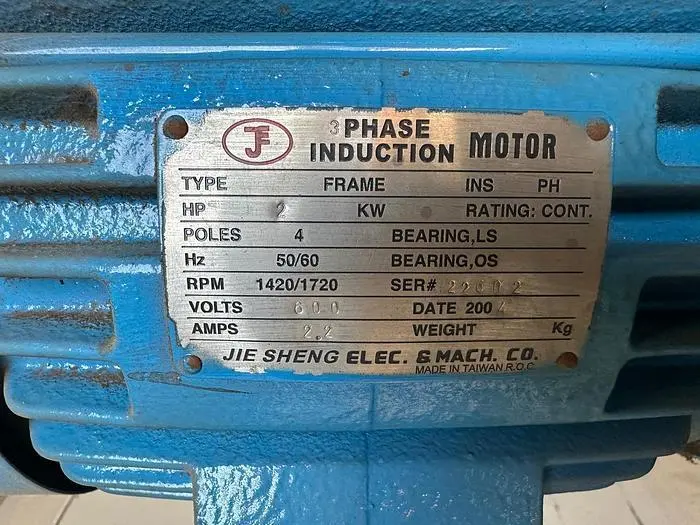 JF
3 PHASE
INDUCTION MOTOR
TYPE FRAME INS PH
HP 2 KW RATING: CONT.
POLES 4 BEARING,LS
Hz 50/60 BEARING,OS
RPM 1420/1720 SER# 22602
VOLTS 600 DATE 2004
AMPS 2.2 WEIGHT Kg
JIE SHENG ELEC. & MACH. CO.
MADE IN TAIWAN R.O.C.